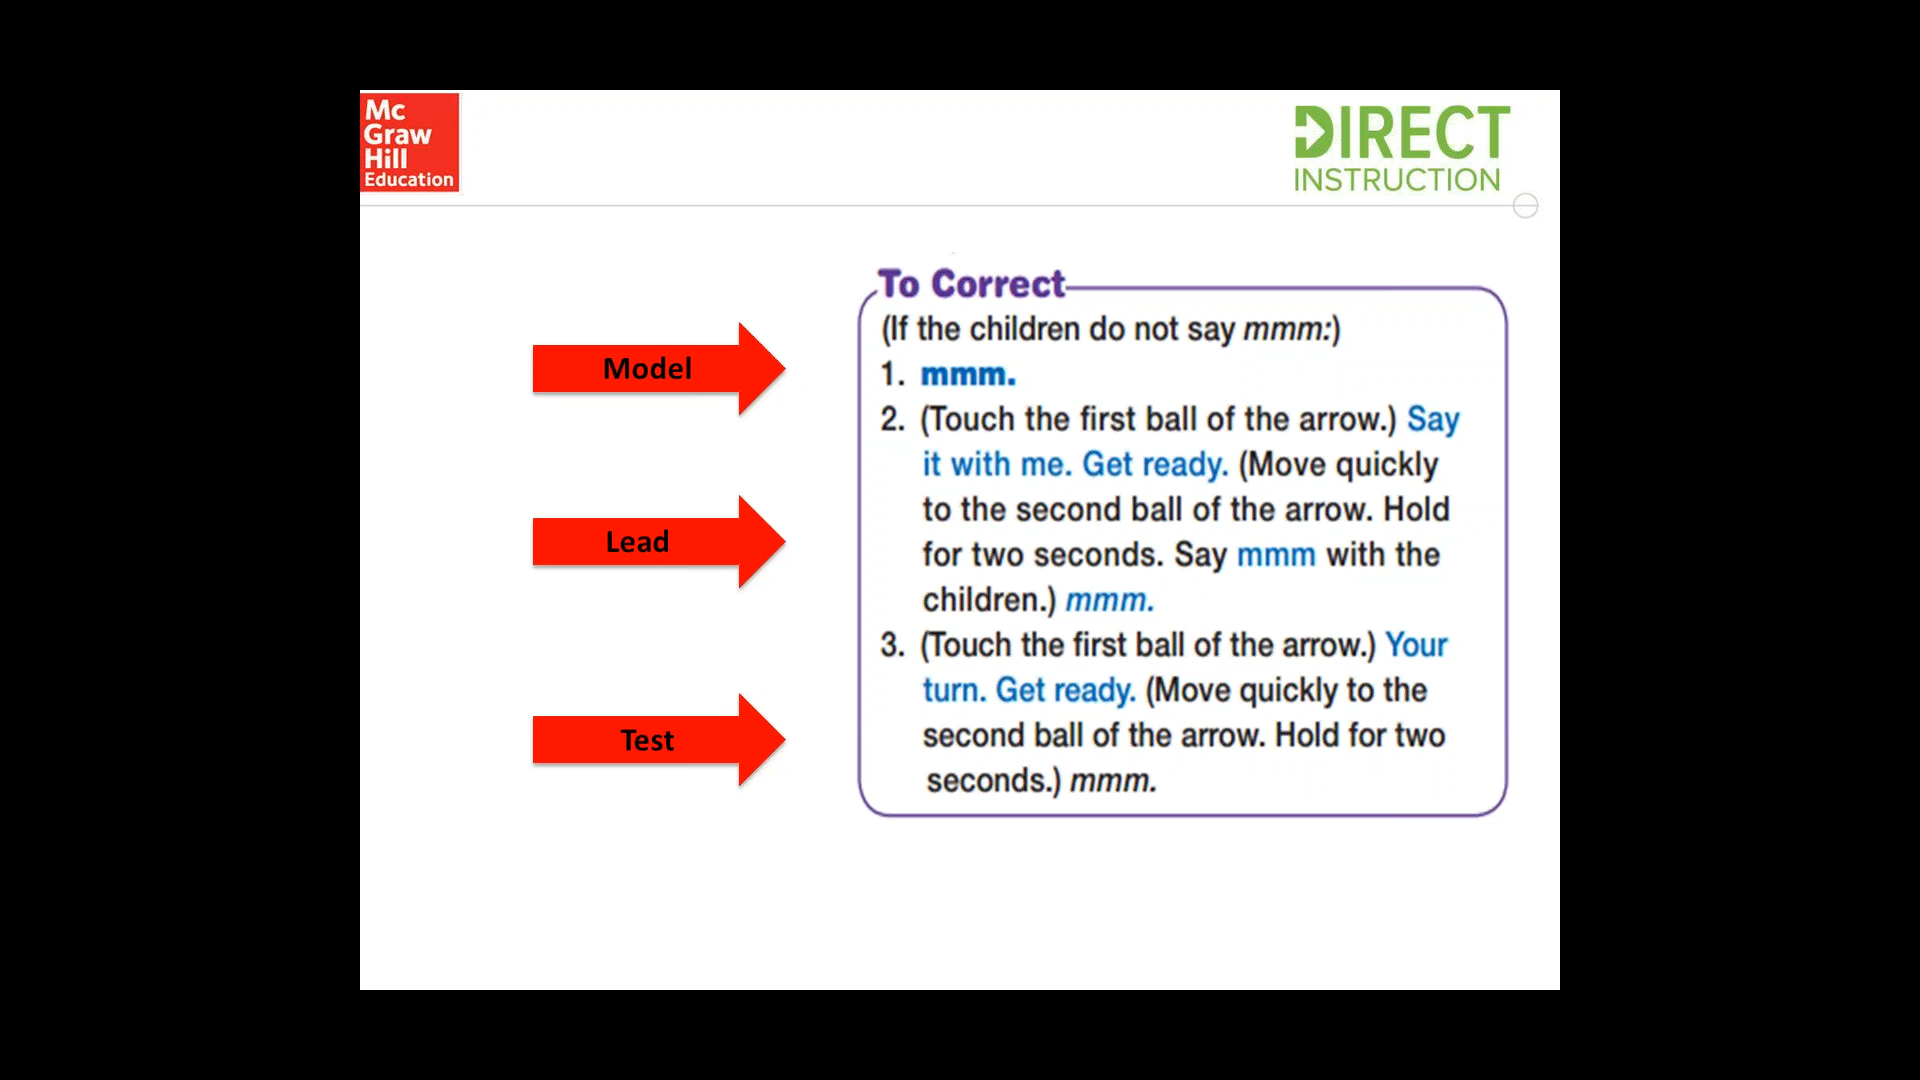 Mc
Graw
Hill
Education
DIRECT
INSTRUCTION
To Correct
(If the children do not say mmm:)
Model
1. mmm.
2. (Touch the first ball of the arrow.) Say
it with me. Get ready. (Move quickly
to the second ball of the arrow. Hold
Lead
for two seconds. Say mmm with the
children.) mmm.
3. (Touch the first ball of the arrow.) Your
turn. Get ready. (Move quickly to the
second ball of the arrow. Hold for two
Test
seconds.) mmm.